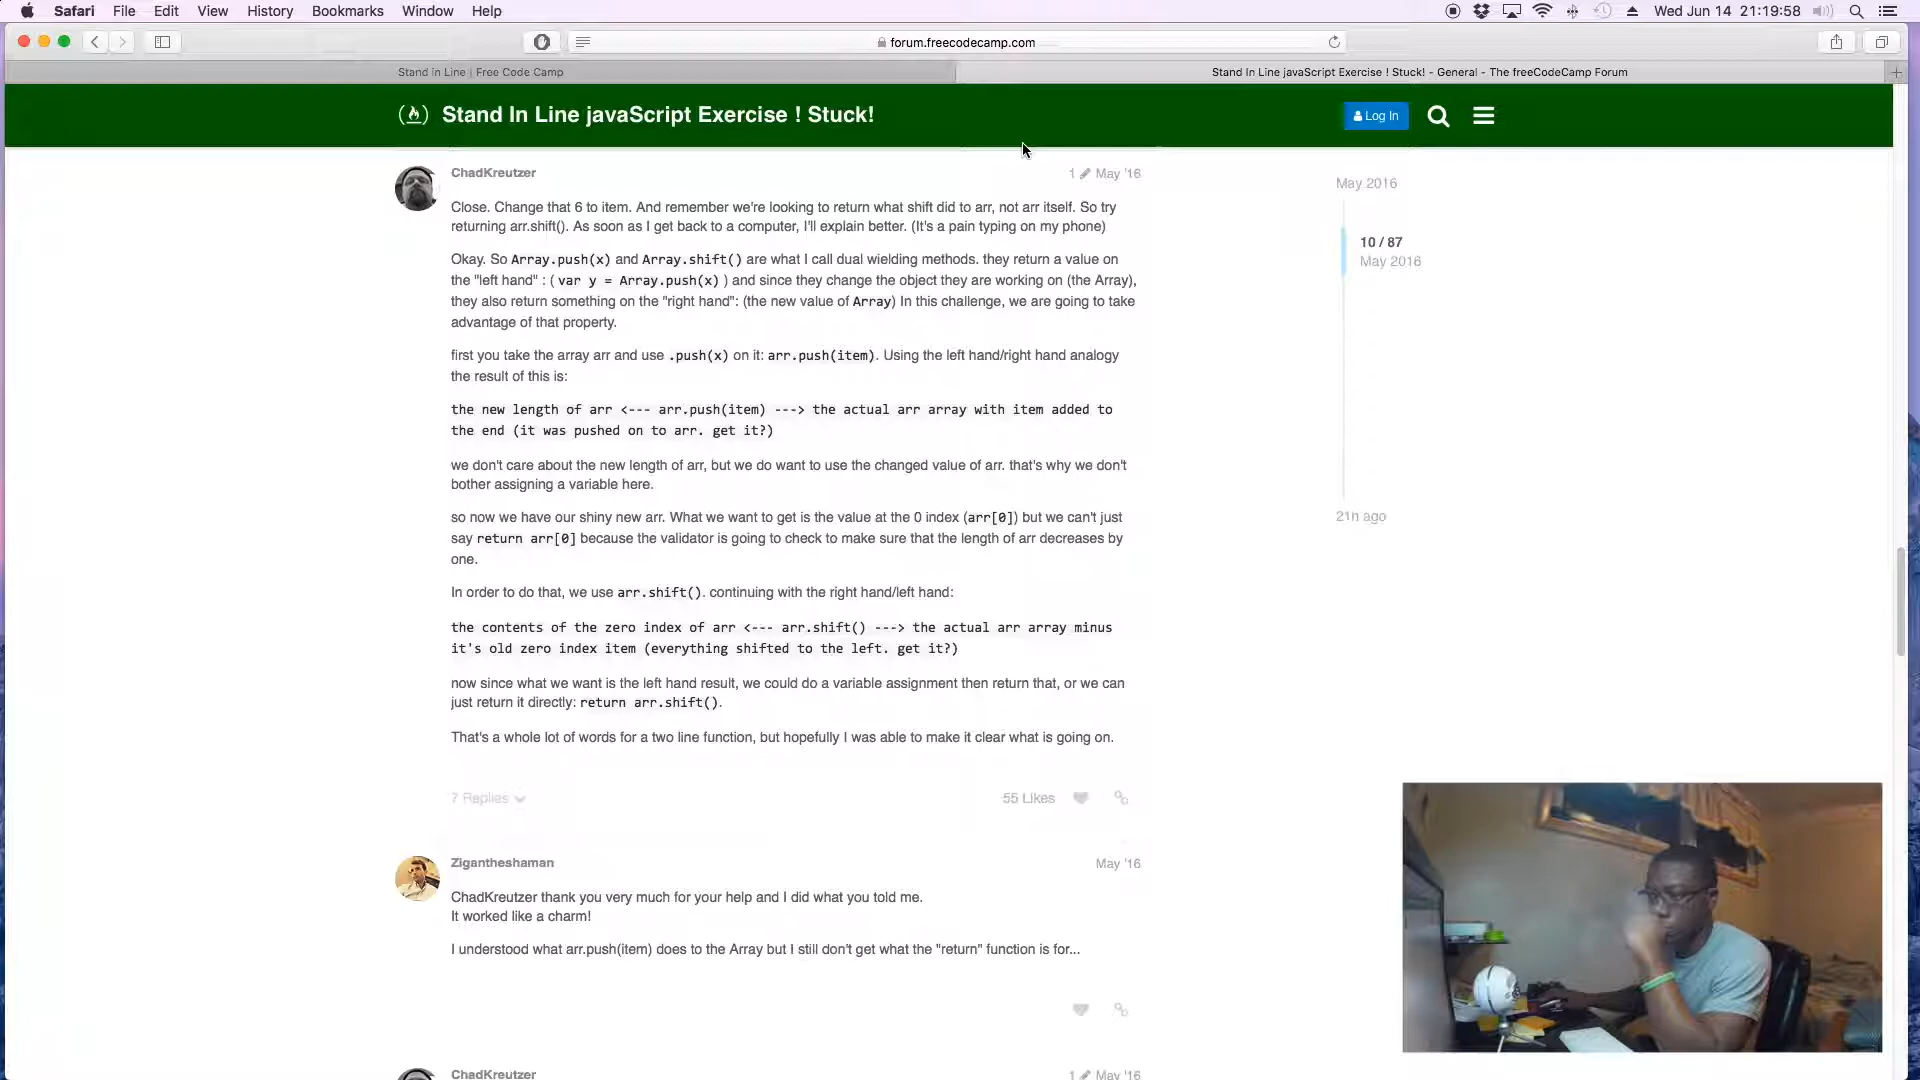 Safari File Edit View History Bookmarks Window Help Wed Jun 14 21:19:58
forum.freecodecamp.com
Stand in Line | Free Code Camp
Stand In Line javaScript Exercise ! Stuck! - General - The freeCodeCamp Forum
Stand In Line javaScript Exercise ! Stuck!
Log In
ChadKreutzer
1 May '16
Close. Change that 6 to item. And remember we're looking to return what shift did to arr, not arr itself. So try
returning arr.shift(). As soon as I get back to a computer, I'll explain better. (It's a pain typing on my phone)
Okay. So Array.push(x) and Array.shift() are what I call dual wielding methods. they return a value on
the "left hand" : ( var y = Array.push(x) ) and since they change the object they are working on (the Array),
they also return something on the "right hand": (the new value of Array) In this challenge, we are going to take
advantage of that property.
first you take the array arr and use .push(x) on it: arr.push(item). Using the left hand/right hand analogy
the result of this is:
the new length of arr <--- arr.push(item) ---> the actual arr array with item added to
the end (it was pushed on to arr. get it?)
we don't care about the new length of arr, but we do want to use the changed value of arr. that's why we don't
bother assigning a variable here.
so now we have our shiny new arr. What we want to get is the value at the 0 index (arr[0]) but we can't just
say return arr[0] because the validator is going to check to make sure that the length of arr decreases by
one.
In order to do that, we use arr.shift(). continuing with the right hand/left hand:
the contents of the zero index of arr <--- arr.shift() ---> the actual arr array minus
it's old zero index item (everything shifted to the left. get it?)
now since what we want is the left hand result, we could do a variable assignment then return that, or we can
just return it directly: return arr.shift().
That's a whole lot of words for a two line function, but hopefully I was able to make it clear what is going on.
7 Replies
55 Likes
May 2016
10 / 87
May 2016
21h ago
Zigantheshaman
May '16
ChadKreutzer thank you very much for your help and I did what you told me.
It worked like a charm!
I understood what arr.push(item) does to the Array but I still don't get what the "return" function is for...
ChadKreutzer
1 May '16